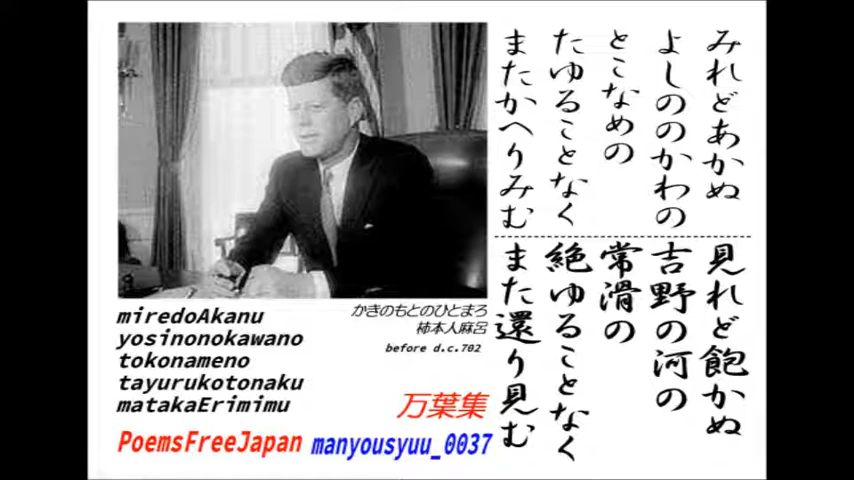 みれどあかぬ
よしののかわの
とこなめの
たゆることなく
またかへりみむ
見れど飽かぬ
吉野の河の
常滑の
絶ゆることなく
また還り見む
かきのもとのひとまろ
柿本人麻呂
before d.c.702
miredoAkanu
yosinonokawano
tokonameno
tayurukotonaku
matakaErimimu
万葉集
PoemsFreeJapan manyousyuu_0037